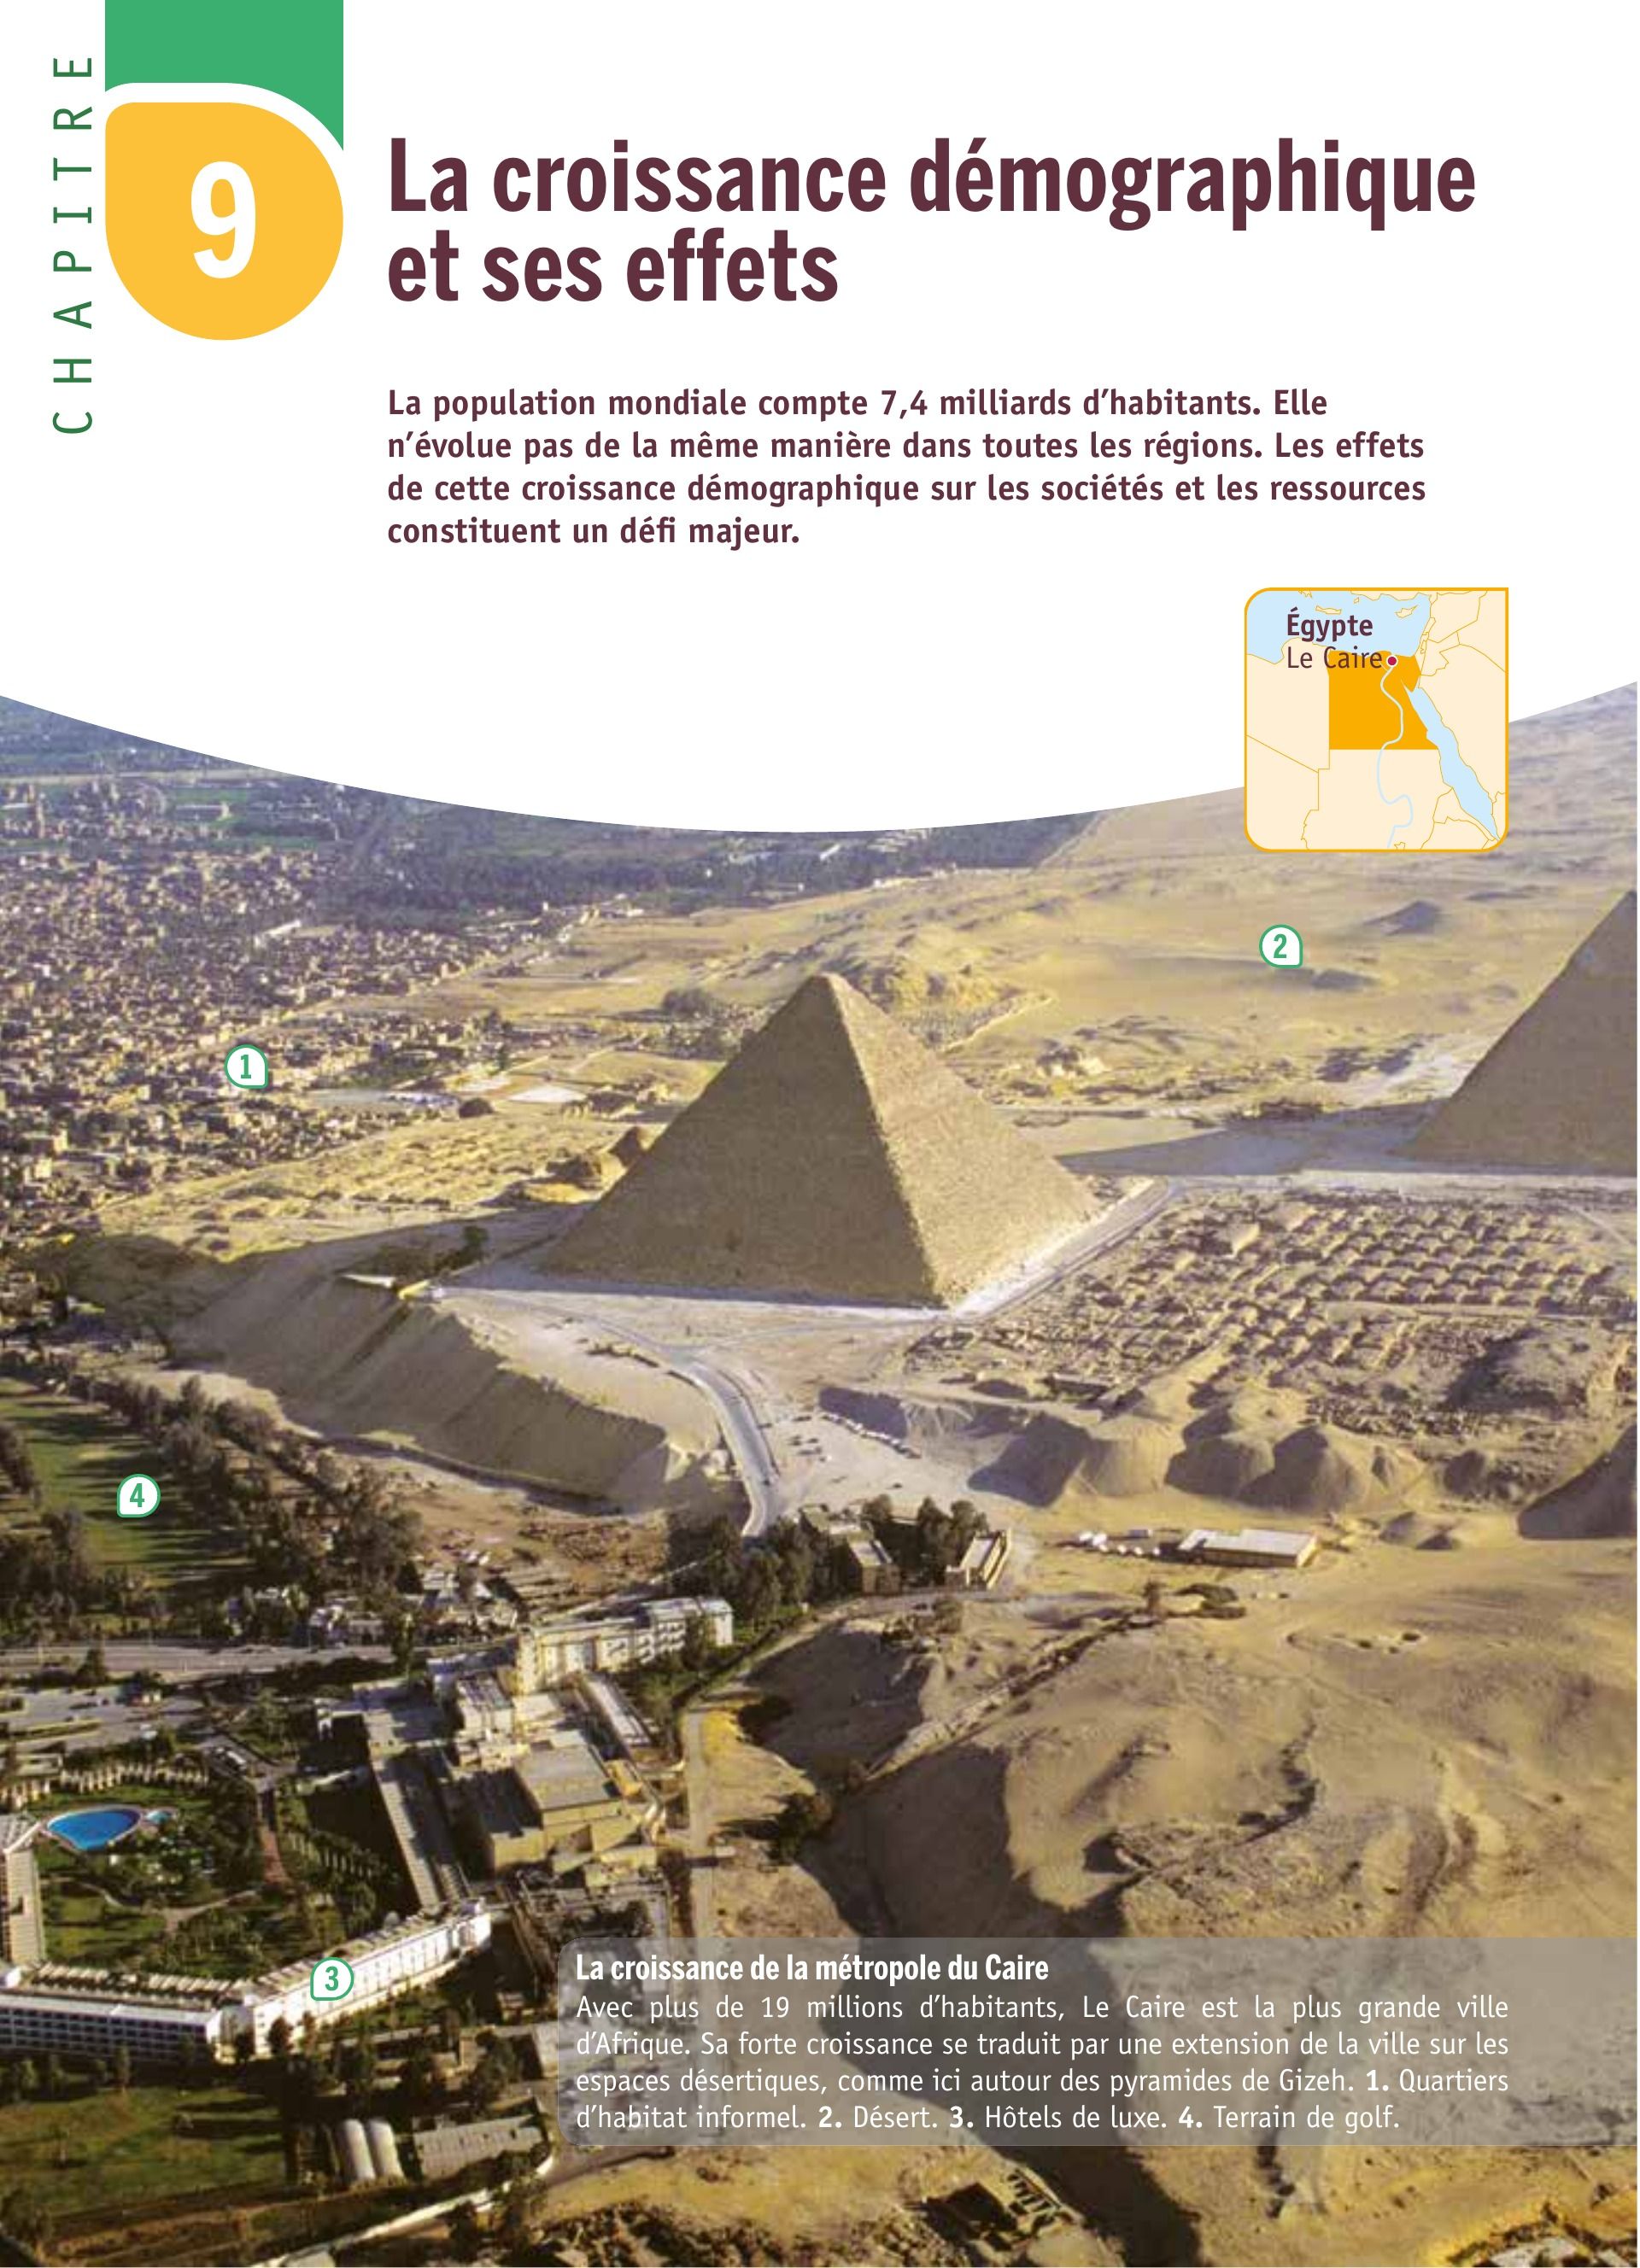 CHAPITRE
9
La croissance démographique
et ses effets
La population mondiale compte 7,4 milliards d'habitants. Elle
n'évolue pas de la même manière dans toutes les régions. Les effets
de cette croissance démographique sur les sociétés et les ressources
constituent un défi majeur.
Égypte
Le Caire
2
1
4
3
La croissance de la métropole du Caire
Avec plus de 19 millions d'habitants, Le Caire est la plus grande ville
d'Afrique. Sa forte croissance se traduit par une extension de la ville sur les
espaces désertiques, comme ici autour des pyramides de Gizeh. 1. Quartiers
d'habitat informel. 2. Désert. 3. Hôtels de luxe. 4. Terrain de golf.